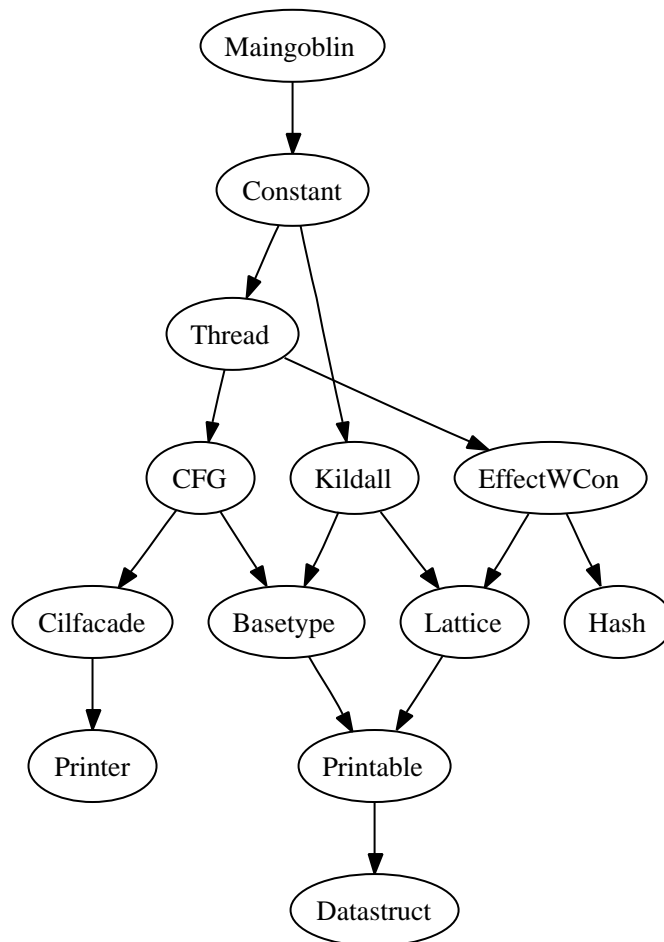 Maingoblin
Constant
Thread
CFG
Kildall
EffectWCon
Cilfacade
Basetype
Lattice
Hash
Printer
Printable
Datastruct